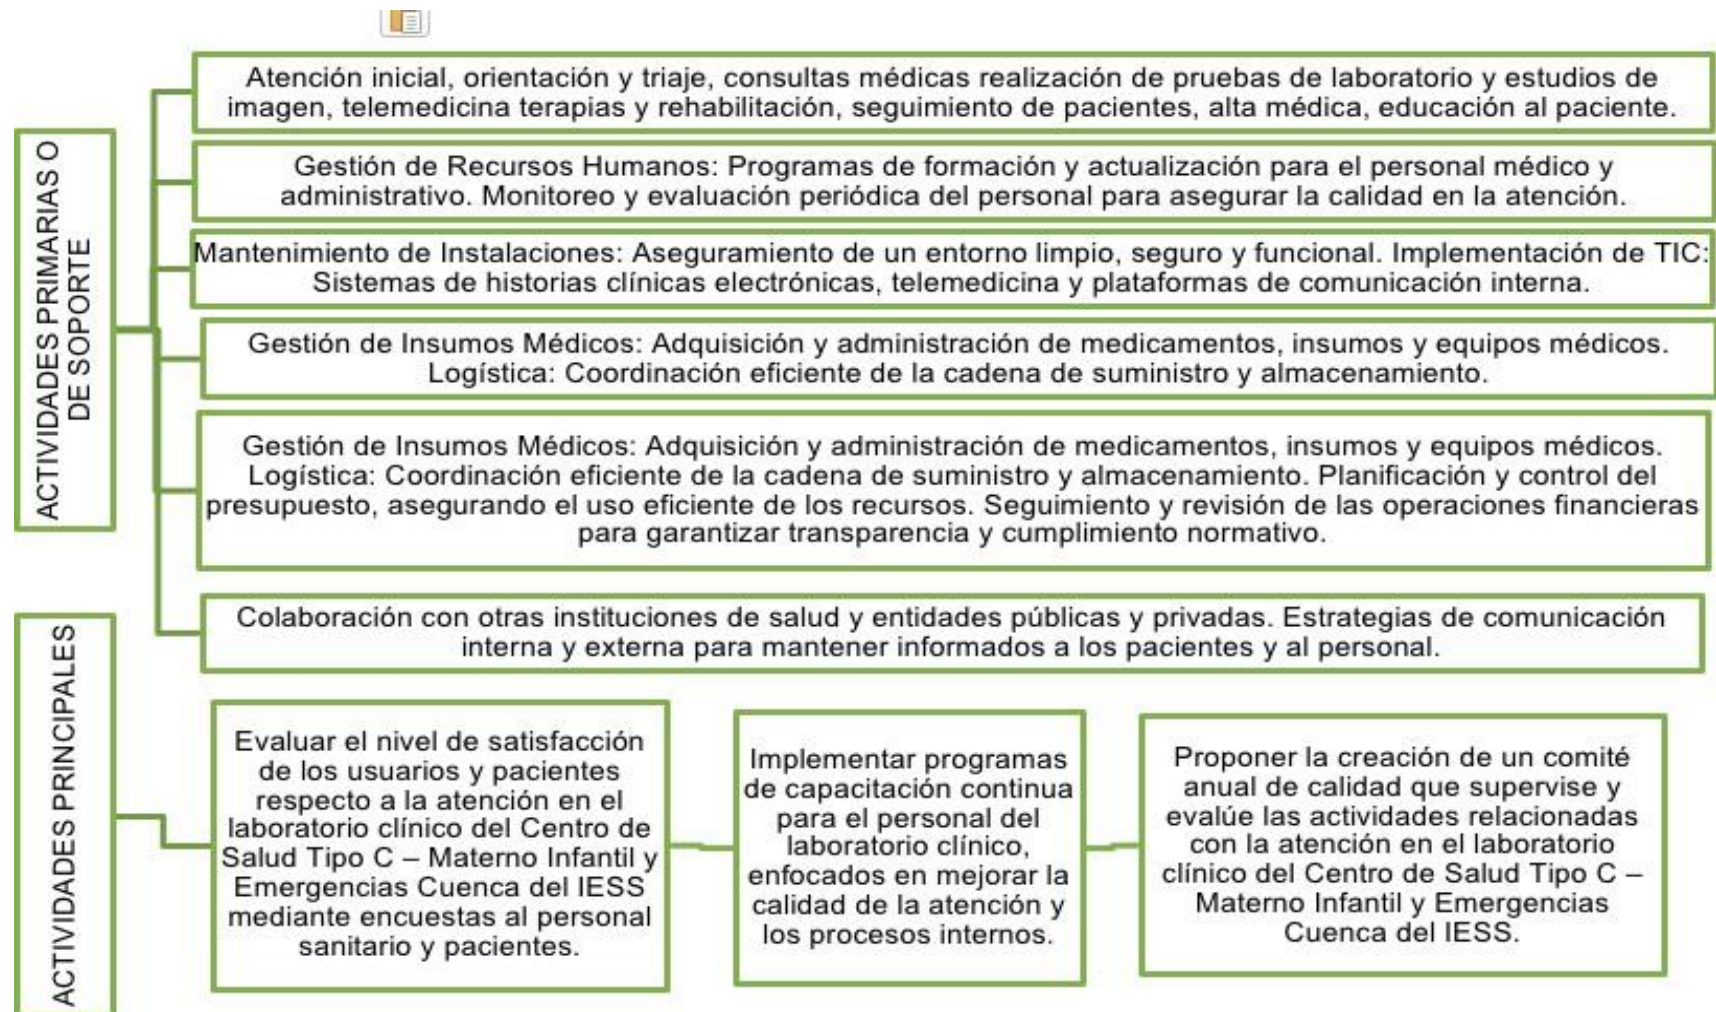 ACTIVIDADES PRIMARIAS O
DE SOPORTE
Atención inicial, orientación y triaje, consultas médicas realización de pruebas de laboratorio y estudios de
imagen, telemedicina terapias y rehabilitación, seguimiento de pacientes, alta médica, educación al paciente.
Gestión de Recursos Humanos: Programas de formación y actualización para el personal médico y
administrativo. Monitoreo y evaluación periódica del personal para asegurar la calidad en la atención.
Mantenimiento de Instalaciones: Aseguramiento de un entorno limpio, seguro y funcional. Implementación de TIC:
Sistemas de historias clínicas electrónicas, telemedicina y plataformas de comunicación interna.
Gestión de Insumos Médicos: Adquisición y administración de medicamentos, insumos y equipos médicos.
Logística: Coordinación eficiente de la cadena de suministro y almacenamiento.
Gestión de Insumos Médicos: Adquisición y administración de medicamentos, insumos y equipos médicos.
Logística: Coordinación eficiente de la cadena de suministro y almacenamiento. Planificación y control del
presupuesto, asegurando el uso eficiente de los recursos. Seguimiento y revisión de las operaciones financieras
para garantizar transparencia y cumplimiento normativo.
Colaboración con otras instituciones de salud y entidades públicas y privadas. Estrategias de comunicación
interna y externa para mantener informados a los pacientes y al personal.
ACTIVIDADES PRINCIPALES
Evaluar el nivel de satisfacción
de los usuarios y pacientes
respecto a la atención en el
laboratorio clínico del Centro de
Salud Tipo C – Materno Infantil y
Emergencias Cuenca del IESS
mediante encuestas al personal
sanitario y pacientes.
Implementar programas
de capacitación continua
para el personal del
laboratorio clínico,
enfocados en mejorar la
calidad de la atención y
los procesos internos.
Proponer la creación de un comité
anual de calidad que supervise y
evalúe las actividades relacionadas
con la atención en el laboratorio
clínico del Centro de Salud Tipo C –
Materno Infantil y Emergencias
Cuenca del IESS.